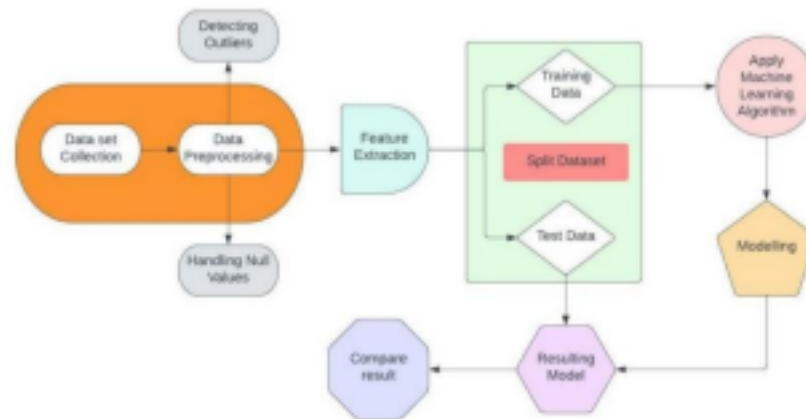 Detecting
Outliers
Data set
Collection
Data
Preprocessing
Handling Null
Values
Feature
Extraction
Training
Data
Split Dataset
Test Data
Apply
Machine
Learning
Algorithm
Modelling
Resulting
Model
Compare
result